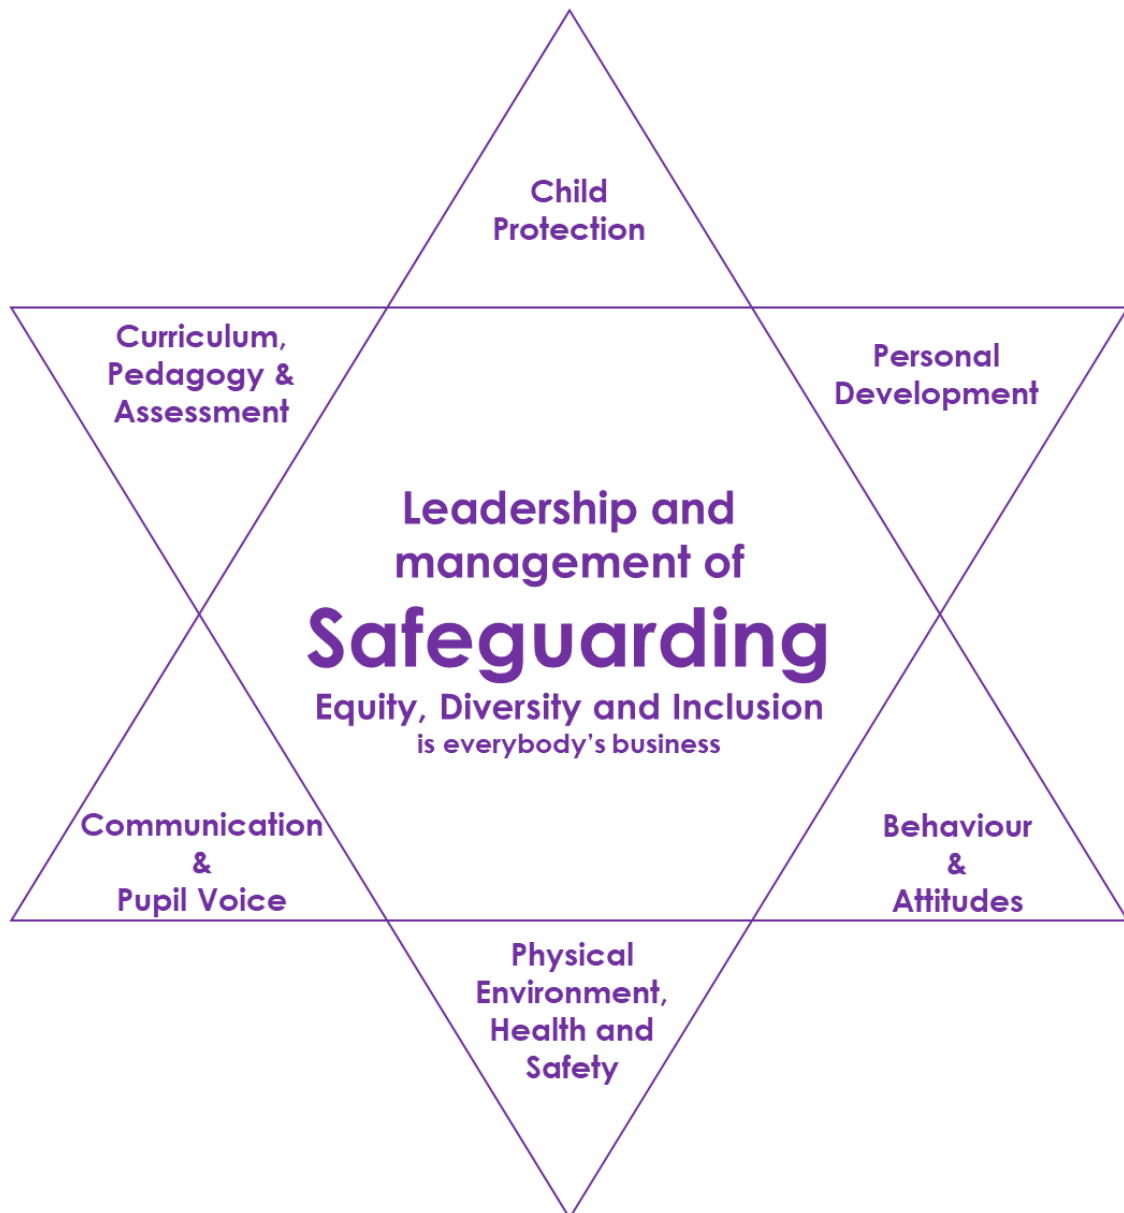 Child
Protection
Curriculum,
Pedagogy &
Assessment
Personal
Development
Leadership and
management of
Safeguarding
Equity, Diversity and Inclusion
is everybody’s business
Communication
&
Pupil Voice
Behaviour
&
Attitudes
Physical
Environment,
Health and
Safety